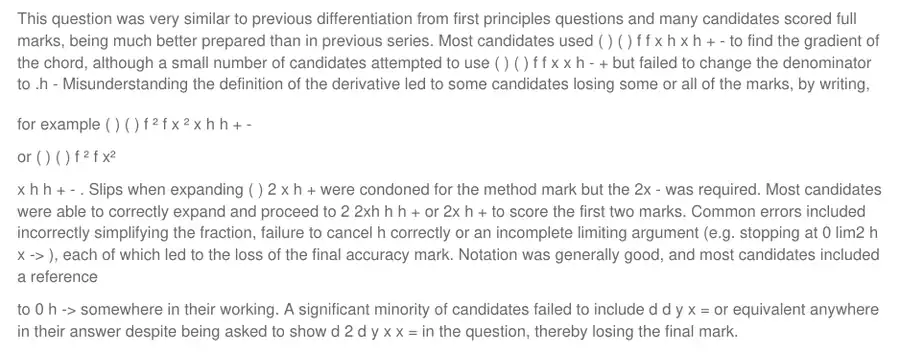 This question was very similar to previous differentiation from first principles questions and many candidates scored full
marks, being much better prepared than in previous series. Most candidates used ( ) ( ) f f x h x h + - to find the gradient of
the chord, although a small number of candidates attempted to use ( ) ( ) f f x x h - + but failed to change the denominator
to .h - Misunderstanding the definition of the derivative led to some candidates losing some or all of the marks, by writing,
for example ( ) ( ) f ² f x ² x h h + -
or ( ) ( ) f ² f x²
x h h + - . Slips when expanding ( ) 2 x h + were condoned for the method mark but the 2x - was required. Most candidates
were able to correctly expand and proceed to 2 2xh h h + or 2x h + to score the first two marks. Common errors included
incorrectly simplifying the fraction, failure to cancel h correctly or an incomplete limiting argument (e.g. stopping at 0 lim2 h
x -> ), each of which led to the loss of the final accuracy mark. Notation was generally good, and most candidates included
a reference
to 0 h -> somewhere in their working. A significant minority of candidates failed to include d d y x = or equivalent anywhere
in their answer despite being asked to show d 2 d y x x = in the question, thereby losing the final mark.